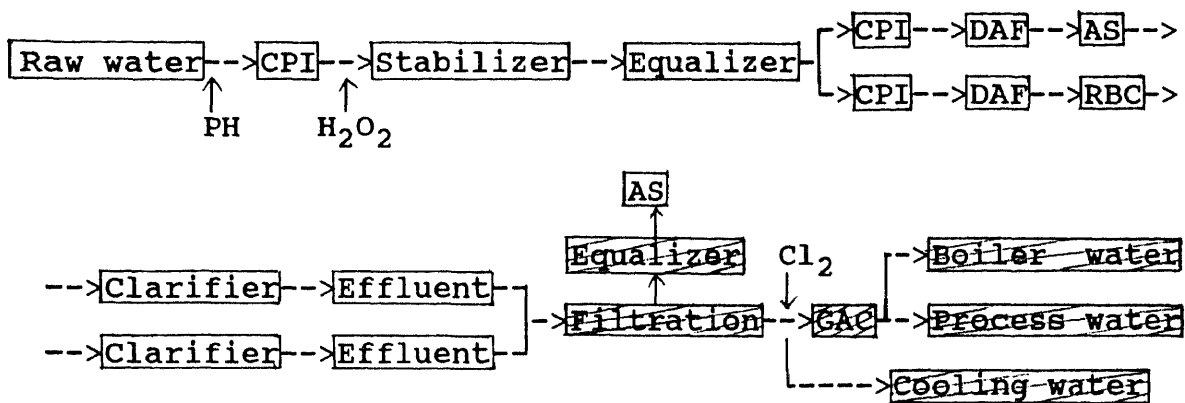 CPI DAF AS
Raw water CPI Stabilizer Equalizer
CPI DAF RBC
PH H₂O₂
AS
Equalizer Cl₂ Boiler water
Clarifier Effluent
Filtration GAC Process water
Clarifier Effluent
Cooling water